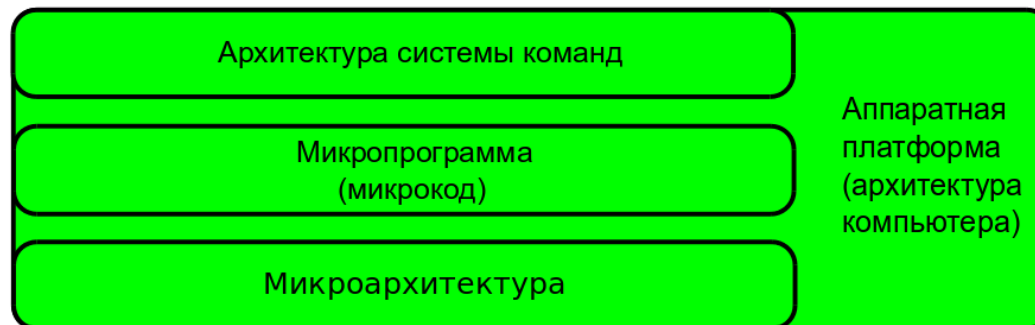 Архитектура системы команд
Микропрограмма
(микрокод)
Микроархитектура
Аппаратная
платформа
(архитектура
компьютера)